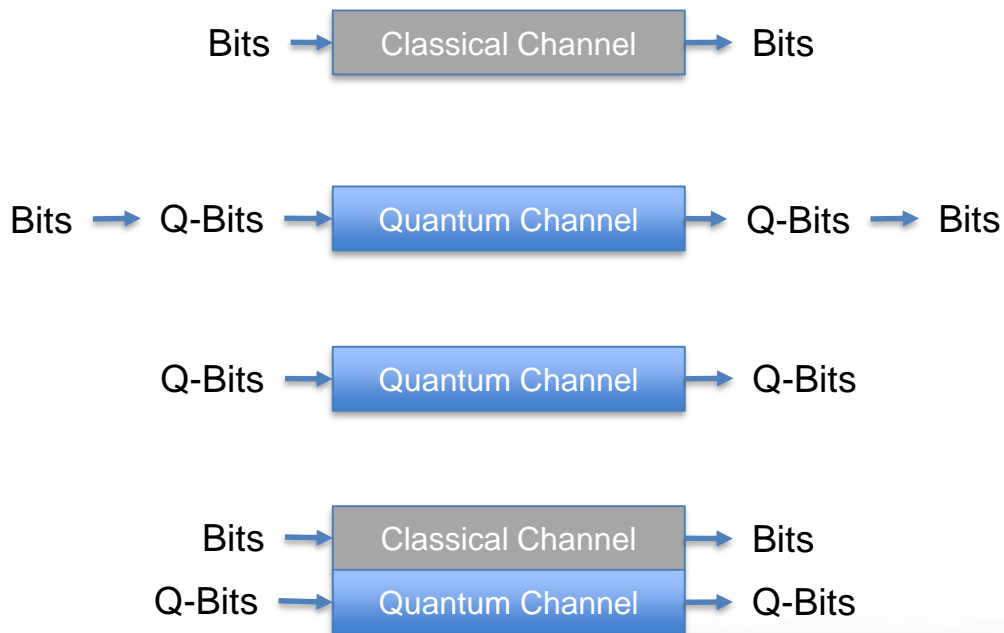 Bits Classical Channel Bits
Bits Q-Bits Quantum Channel Q-Bits Bits
Q-Bits Quantum Channel Q-Bits
Bits Classical Channel Bits
Q-Bits Quantum Channel Q-Bits